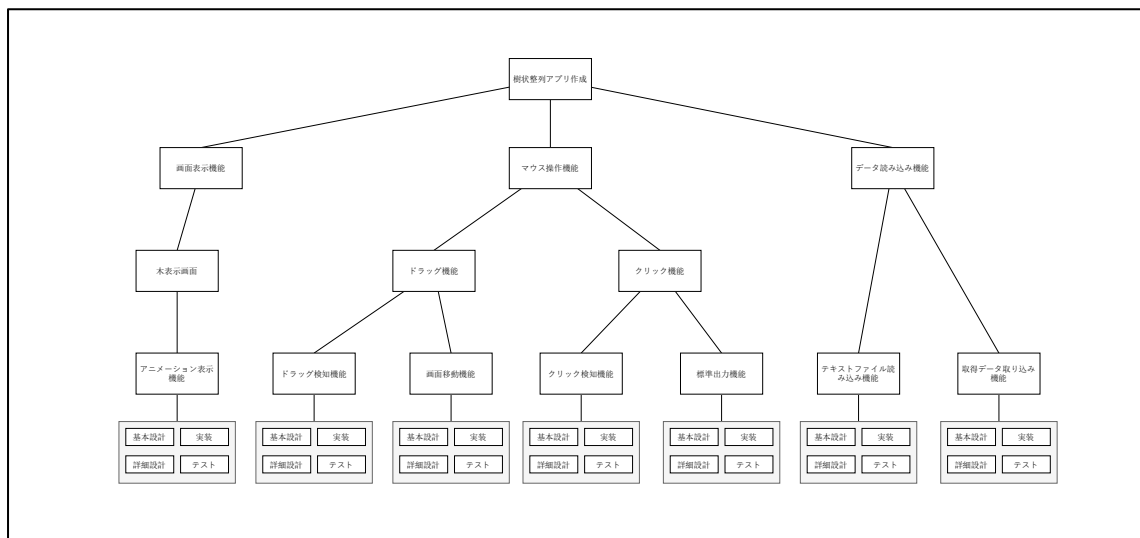 樹状整列アプリ作成
画面表示機能
マウス操作機能
データ読み込み機能
木表示画面
ドラッグ機能
クリック機能
アニメーション表示
機能
ドラッグ検知機能
画面移動機能
クリック検知機能
標準出力機能
テキストファイル読
み込み機能
取得データ取り込み
機能
基本設計
実装
詳細設計
テスト
基本設計
実装
詳細設計
テスト
基本設計
実装
詳細設計
テスト
基本設計
実装
詳細設計
テスト
基本設計
実装
詳細設計
テスト
基本設計
実装
詳細設計
テスト
基本設計
実装
詳細設計
テスト